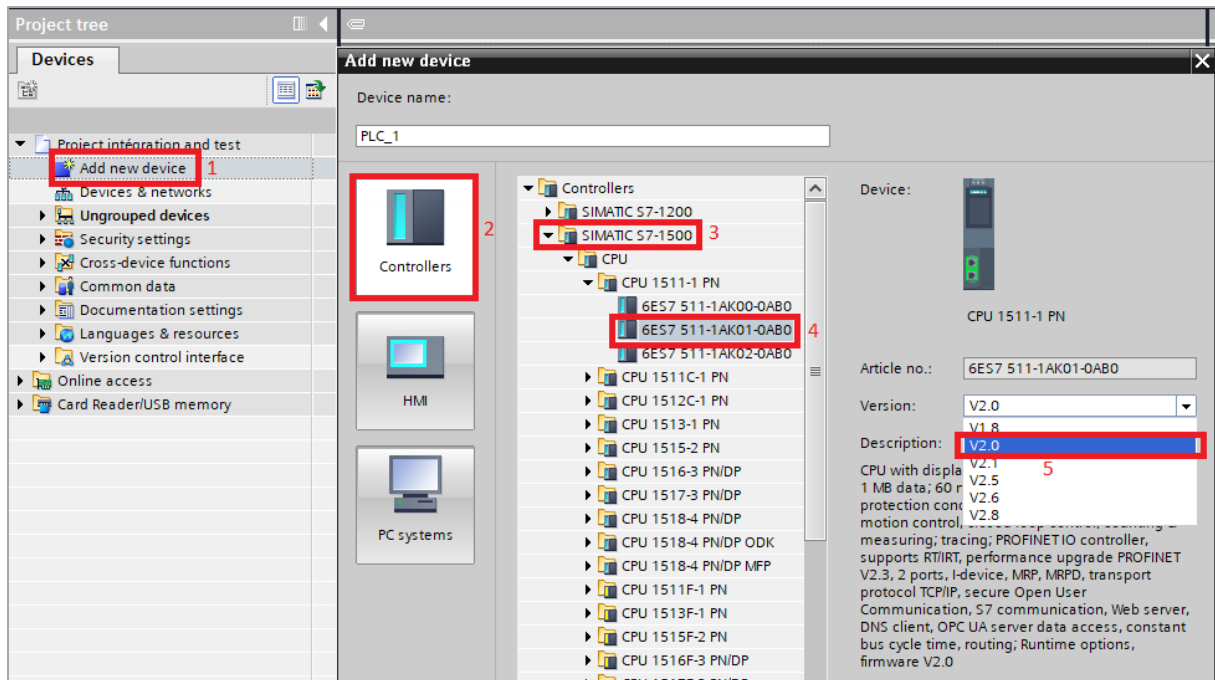 Project tree
Devices
Project intégration and test
Add new device 1
Devices & networks
Ungrouped devices
Security settings
Cross-device functions
Common data
Documentation settings
Languages & resources
Version control interface
Online access
Card Reader/USB memory
Add new device
Device name:
PLC_1
Controllers
2
HMI
PC systems
Controllers
SIMATIC S7-1200
SIMATIC S7-1500 3
CPU
CPU 1511-1 PN
6ES7 511-1AK00-0AB0
6ES7 511-1AK01-0AB0 4
6ES7 511-1AK02-0AB0
CPU 1511C-1 PN
CPU 1512C-1 PN
CPU 1513-1 PN
CPU 1515-2 PN
CPU 1516-3 PN/DP
CPU 1517-3 PN/DP
CPU 1518-4 PN/DP
CPU 1518-4 PN/DP ODK
CPU 1518-4 PN/DP MFP
CPU 1511F-1 PN
CPU 1513F-1 PN
CPU 1515F-2 PN
CPU 1516F-3 PN/DP
Device:
CPU 1511-1 PN
Article no.: 6ES7 511-1AK01-0AB0
Version: V2.0
V1.8
V2.0
V2.1
5
V2.5
V2.6
V2.8
Description:
CPU with
1 MB data; 60
protection
motion control,
measuring; tracing; PROFINET IO controller,
supports RT/IRT, performance upgrade PROFINET
V2.3, 2 ports, I-device, MRP, MRPD, transport
protocol TCP/IP, secure Open User
Communication, S7 communication, Web server,
DNS client, OPC UA server data access, constant
bus cycle time, routing; Runtime options,
firmware V2.0